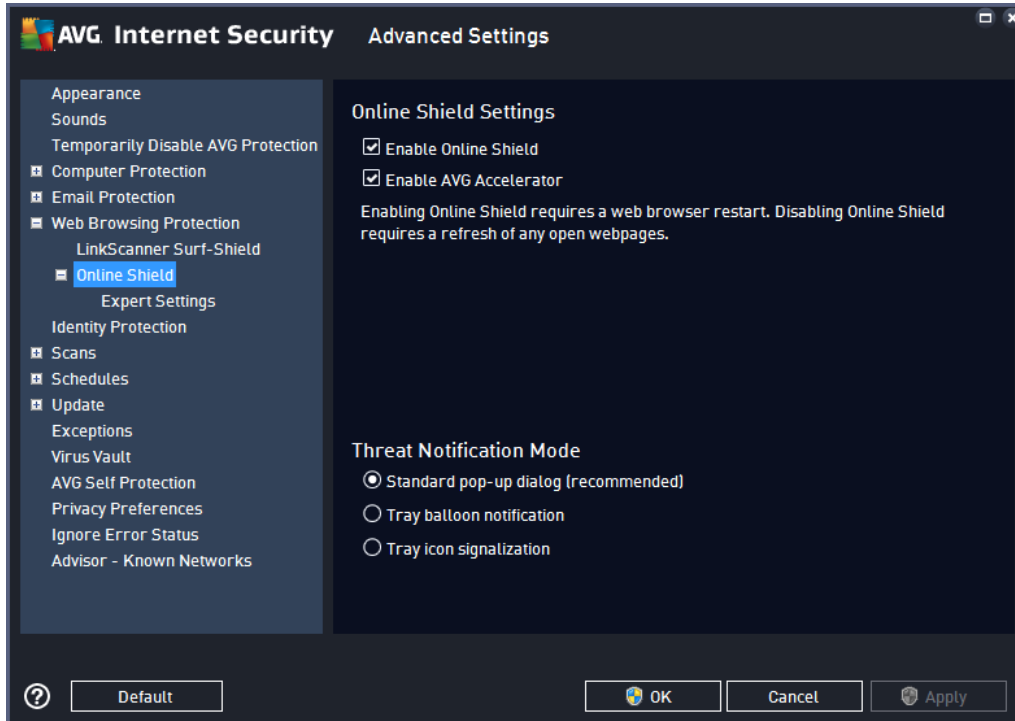 AVG. Internet Security Advanced Settings
Appearance
Sounds
Temporarily Disable AVG Protection
Computer Protection
Email Protection
Web Browsing Protection
LinkScanner Surf-Shield
Online Shield
Expert Settings
Identity Protection
Scans
Schedules
Update
Exceptions
Virus Vault
AVG Self Protection
Privacy Preferences
Ignore Error Status
Advisor - Known Networks
Online Shield Settings
Enable Online Shield
Enable AVG Accelerator
Enabling Online Shield requires a web browser restart. Disabling Online Shield
requires a refresh of any open webpages.
Threat Notification Mode
Standard pop-up dialog (recommended)
Tray balloon notification
Tray icon signalization
? Default OK Cancel Apply